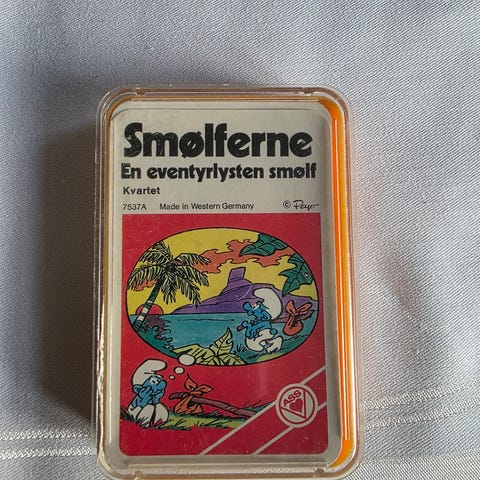 Smølferne
En eventyrlysten smølf
Kvartet
7537A Made in Western Germany © Peyo
ASS